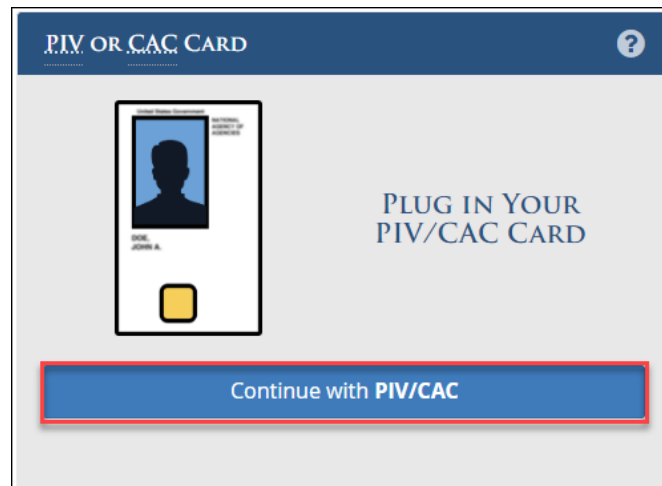 PIV OR CAC CARD
?
United States Government
NATIONAL
AGENCY OF
AGENCIES
DOE,
JOHN A.
PLUG IN YOUR
PIV/CAC CARD
Continue with PIV/CAC